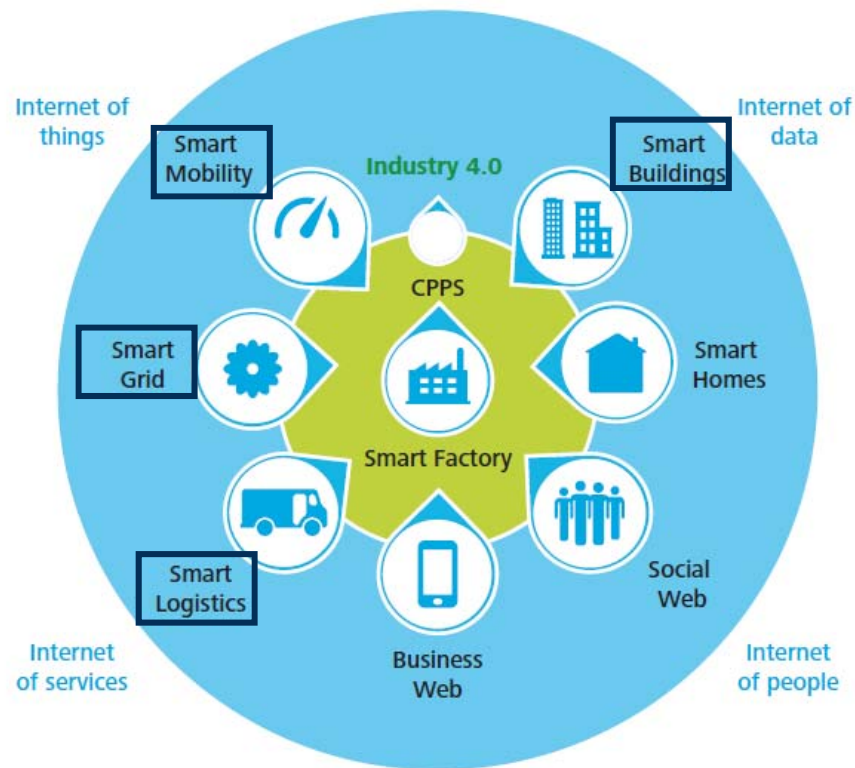 Internet of
things
Internet of
data
Smart
Mobility
Industry 4.0
Smart
Buildings
CPPS
Smart
Grid
Smart
Homes
Smart Factory
Smart
Logistics
Social
Web
Business
Web
Internet
of services
Internet
of people